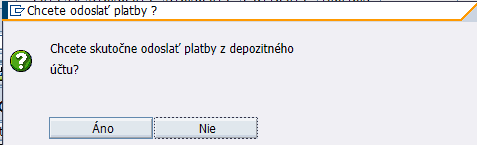 Chcete odoslať platby ?
Chcete skutočne odoslať platby z depozitného
účtu?
Áno
Nie